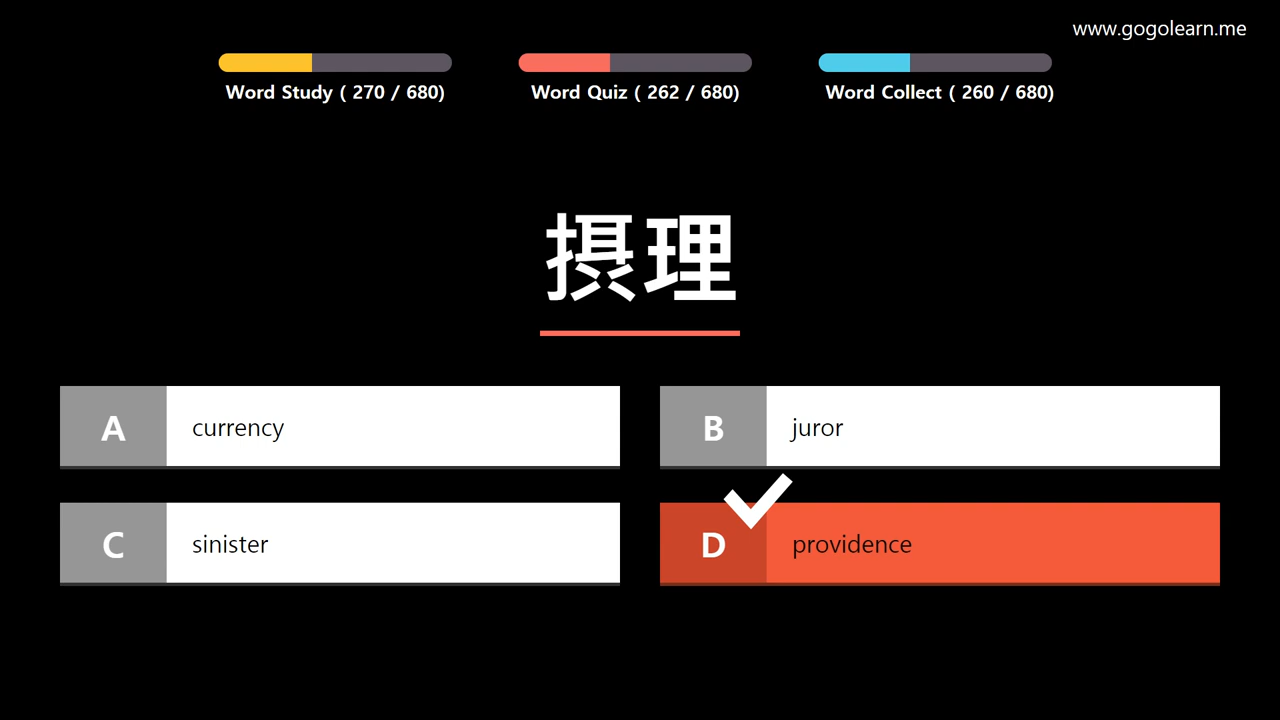 www.gogolearn.me
Word Study ( 270 / 680)
Word Quiz ( 262 / 680)
Word Collect ( 260 / 680)
摂理
A currency
B juror
C sinister
D providence